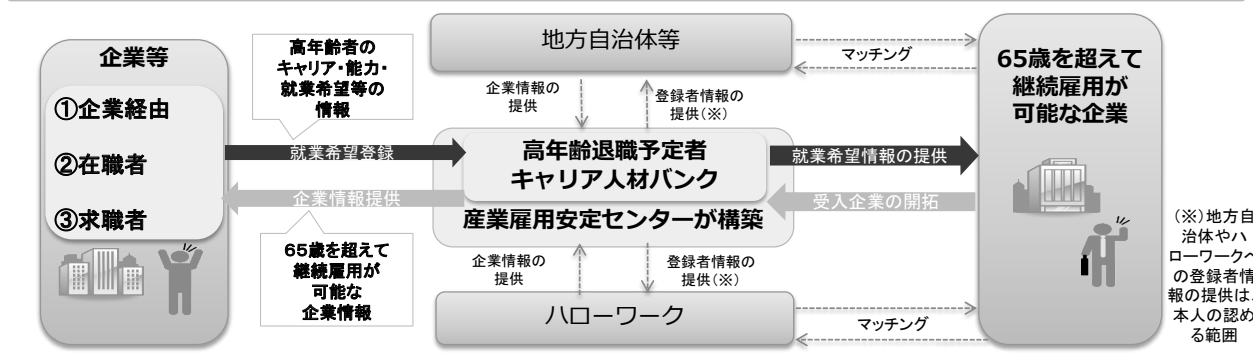 企業等
①企業経由
②在職者
③求職者
高年齢者の
キャリア・能力・
就業希望等の
情報
就業希望登録
企業情報提供
65歳を超えて
継続雇用が
可能な
企業情報
地方自治体等
企業情報の
提供
登録者情報の
提供(※)
高年齢退職予定者
キャリア人材バンク
産業雇用安定センターが構築
企業情報の
提供
登録者情報の
提供(※)
ハローワーク
マッチング
就業希望情報の提供
受入企業の開拓
マッチング
65歳を超えて
継続雇用が
可能な企業
(※)地方自
治体やハ
ローワークへ
の登録者情
報の提供は、
本人の認め
る範囲